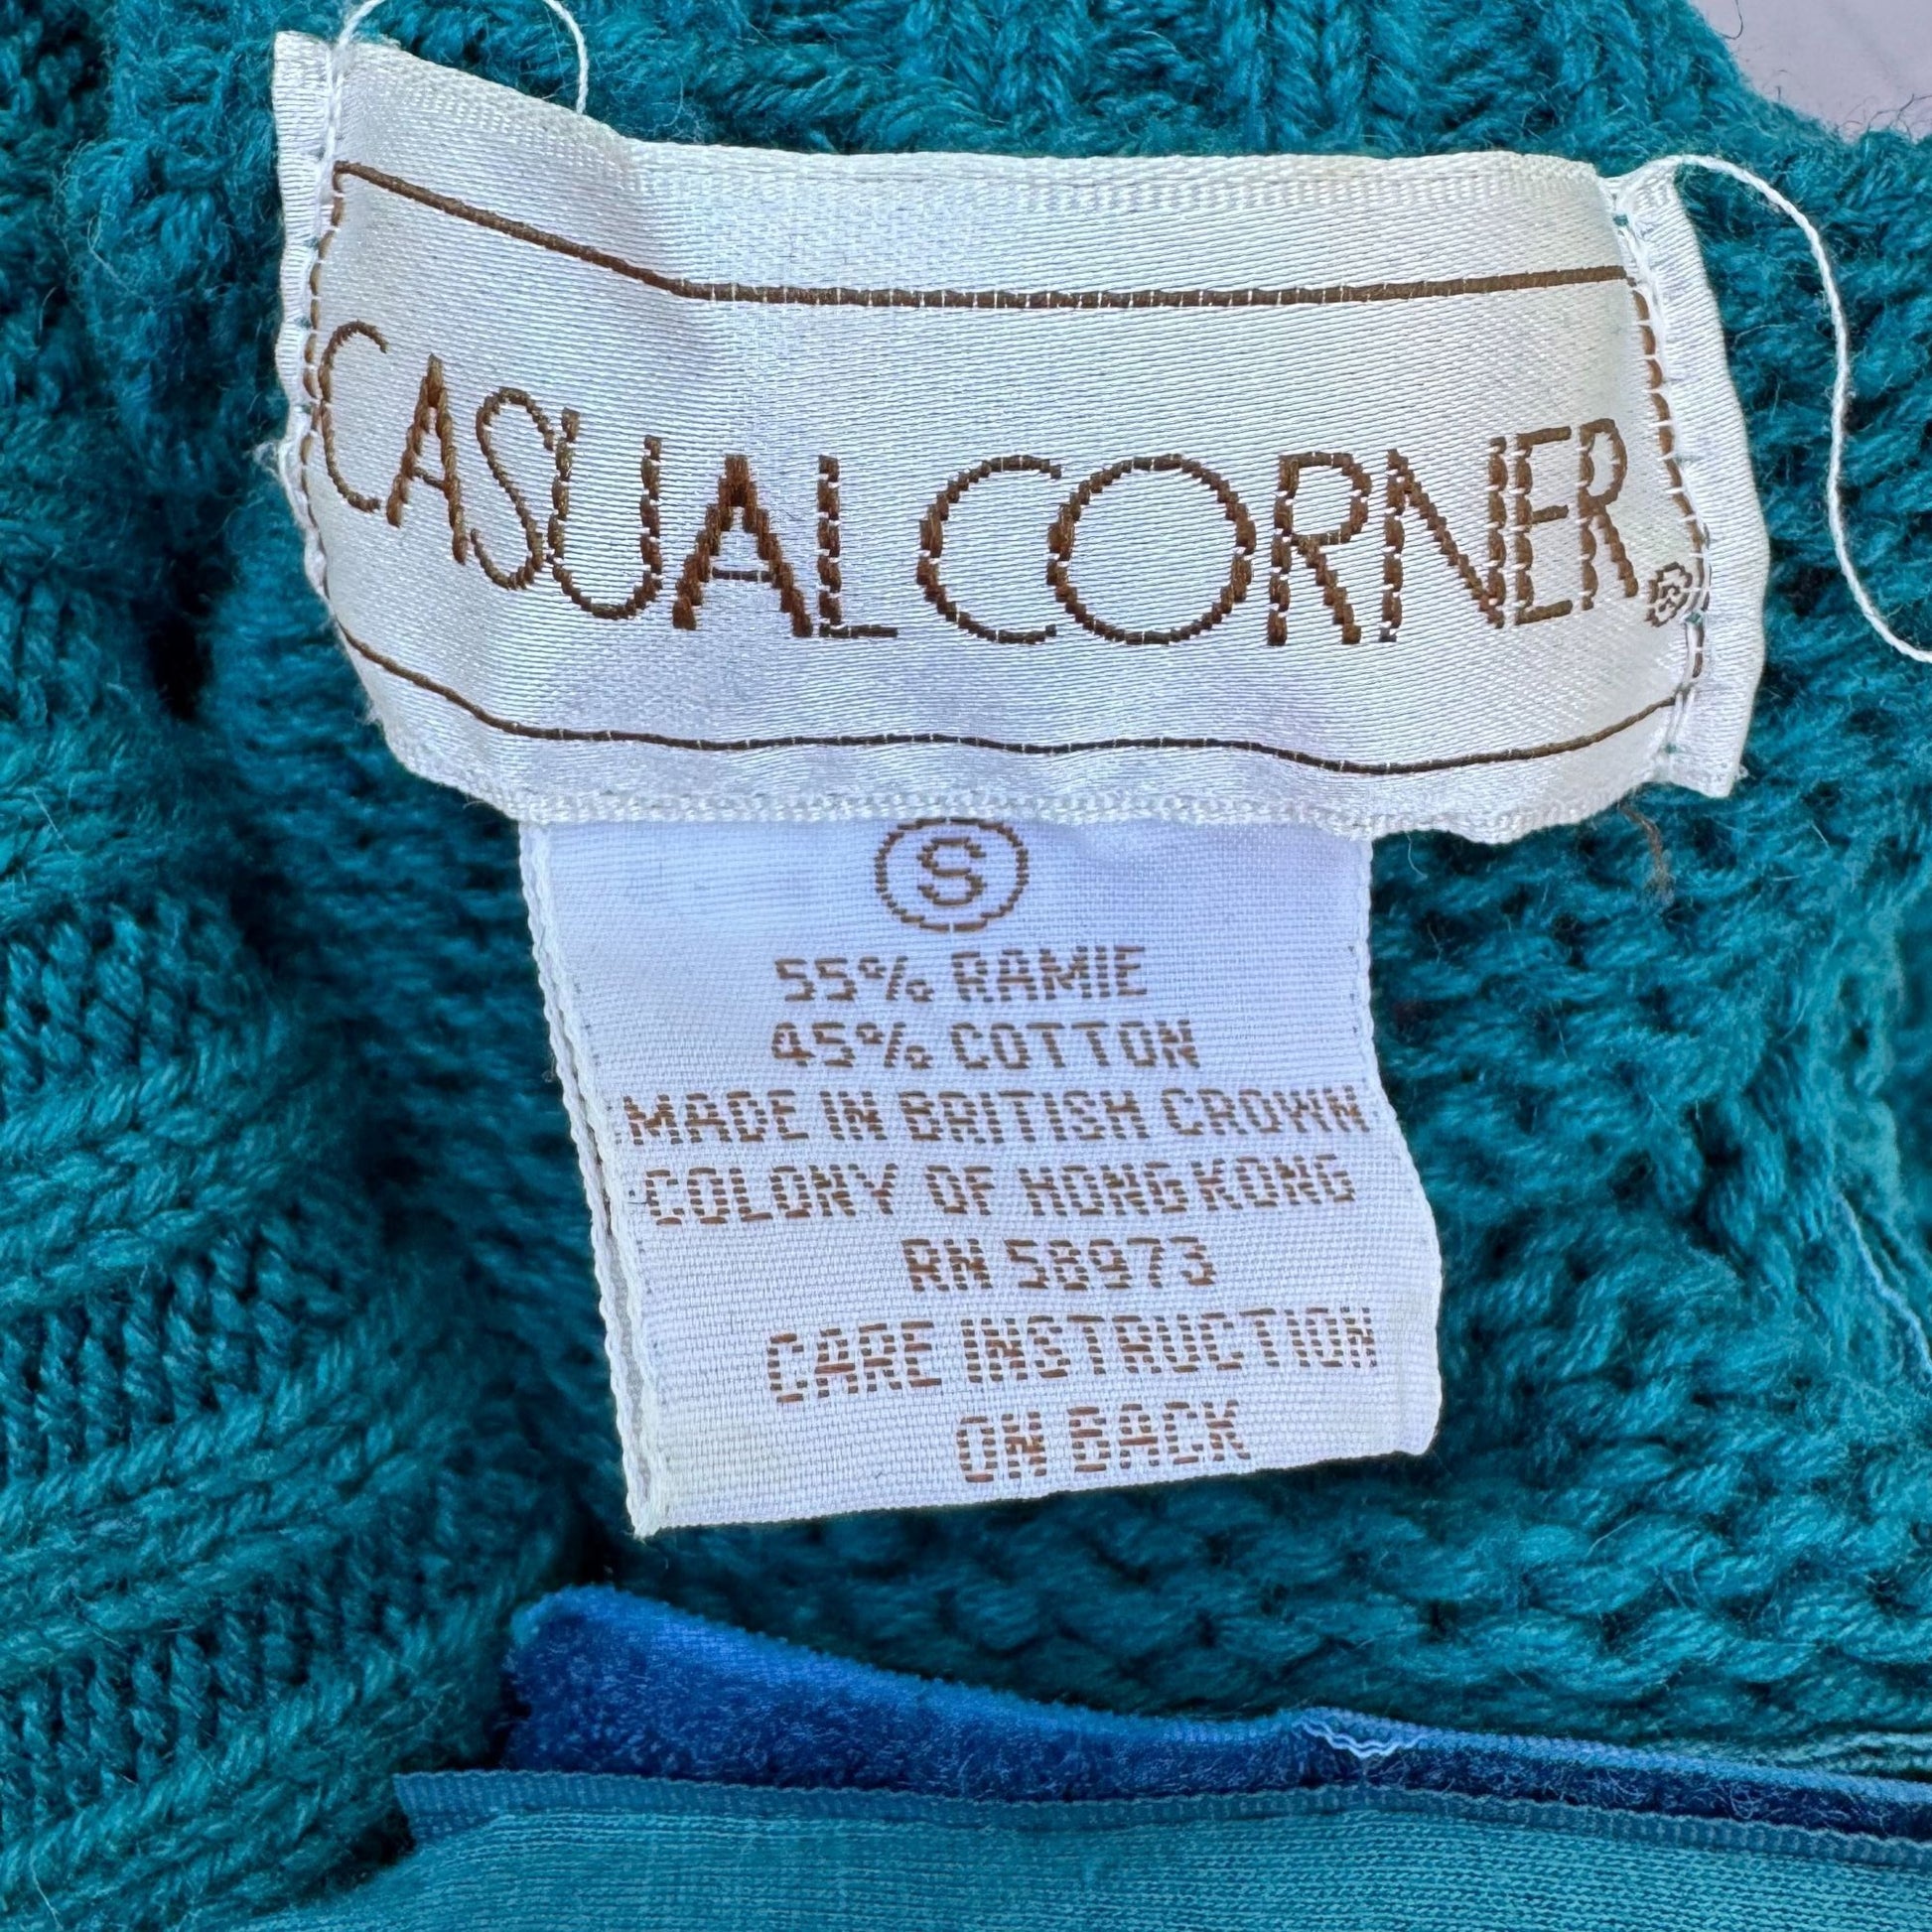 CASUAL CORNER®
S
55% RAMIE
45% COTTON
MADE IN BRITISH CROWN
COLONY OF HONG KONG
RN 58973
CARE INSTRUCTION
ON BACK